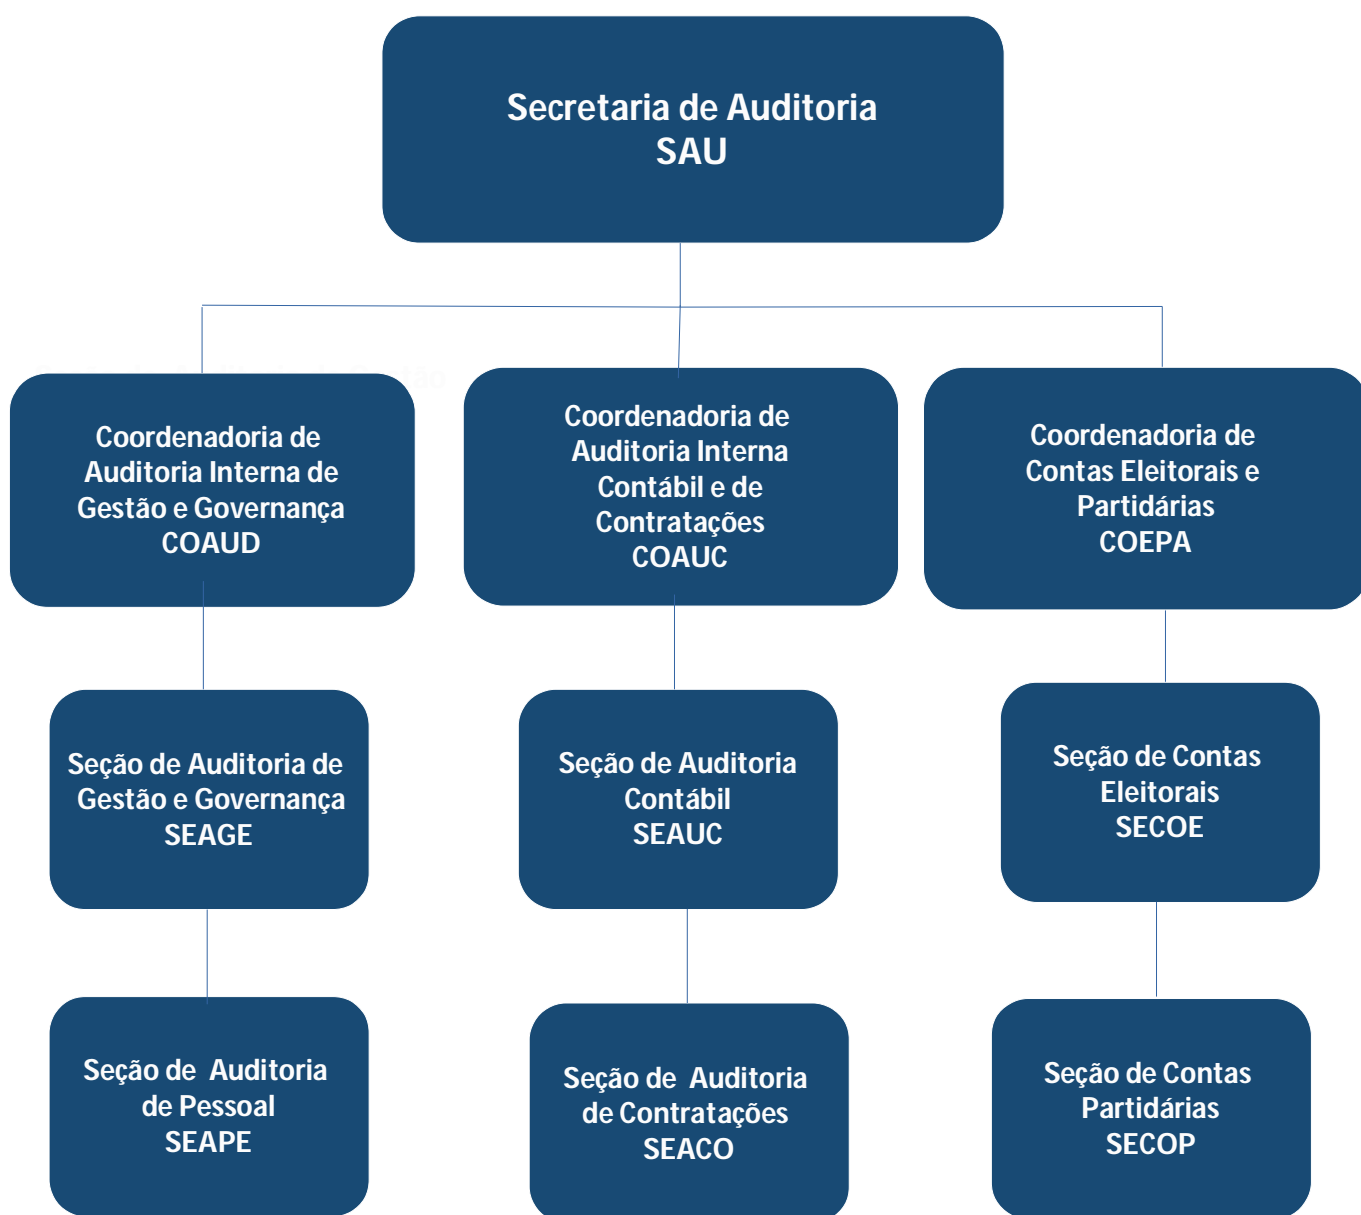 Secretaria de Auditoria
SAU
Coordenadoria de
Auditoria Interna de
Gestão e Governança
COAUD
Coordenadoria de
Auditoria Interna
Contábil e de
Contratações
COAUC
Coordenadoria de
Contas Eleitorais e
Partidárias
COEPA
Seção de Auditoria de
Gestão e Governança
SEAGE
Seção de Auditoria
Contábil
SEAUC
Seção de Contas
Eleitorais
SECOE
Seção de Auditoria
de Pessoal
SEAPE
Seção de Auditoria
de Contratações
SEACO
Seção de Contas
Partidárias
SECOP